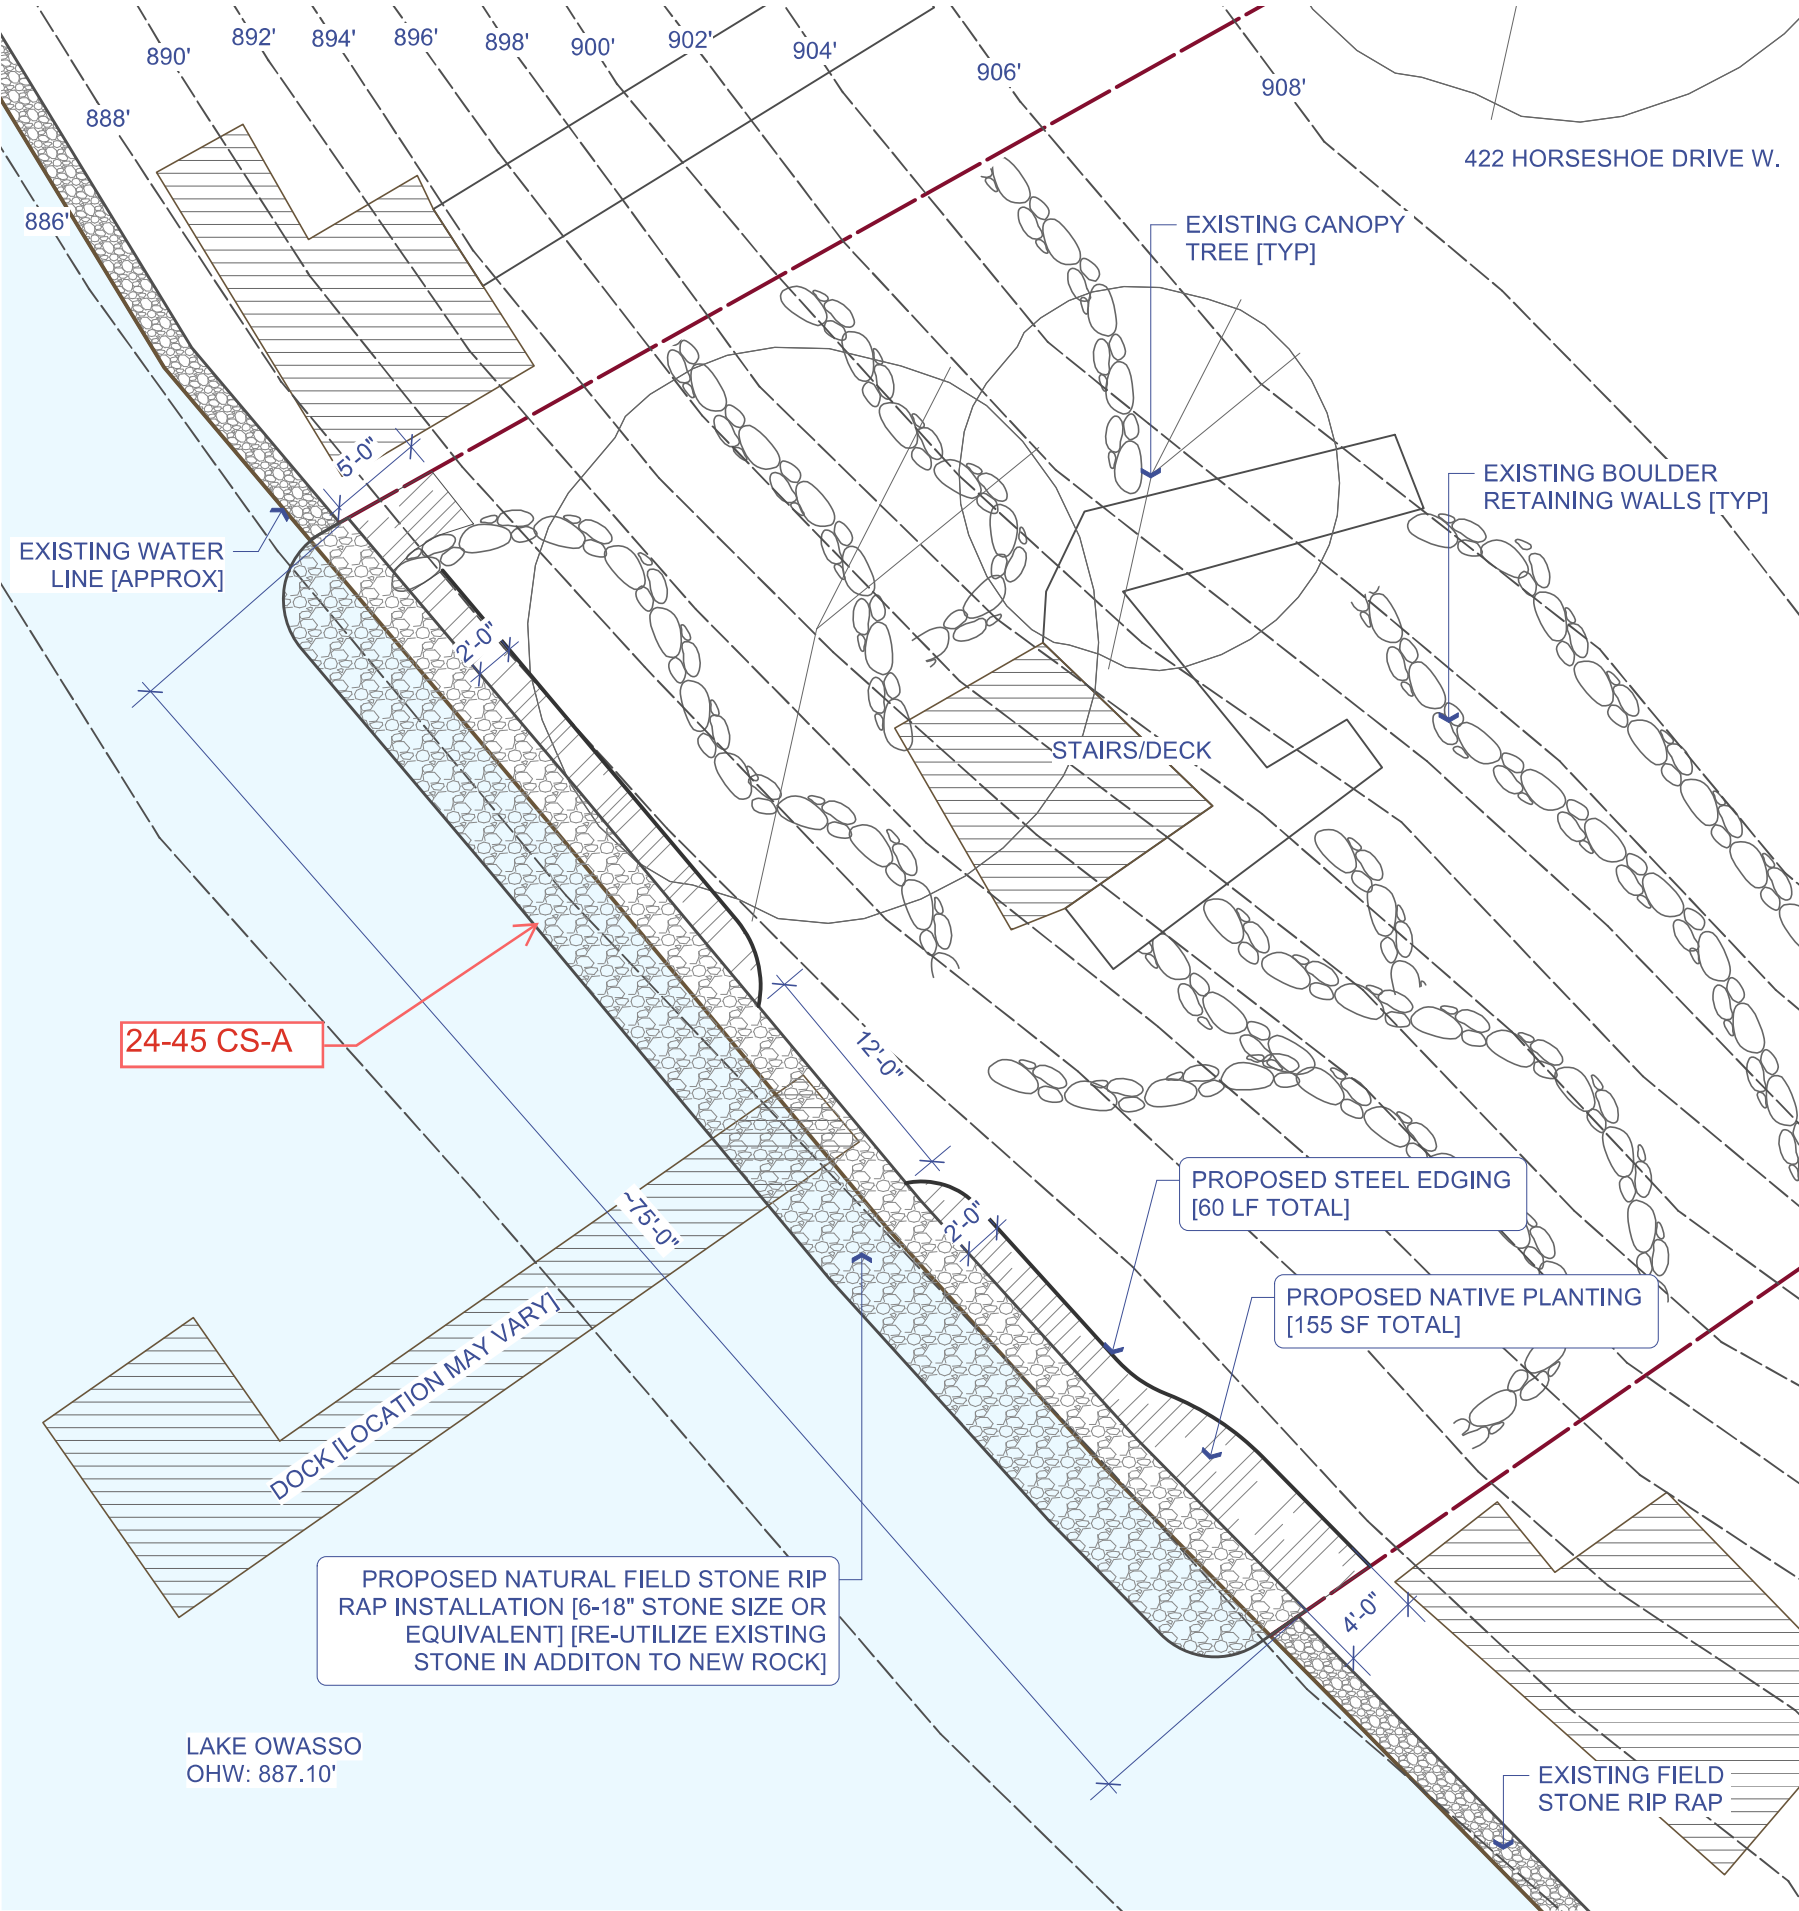 890'
892'
894'
896'
898'
900'
902'
904'
906'
908'
888'
886'
422 HORSESHOE DRIVE W.
EXISTING CANOPY
TREE [TYP]
5'-0"
EXISTING BOULDER
RETAINING WALLS [TYP]
EXISTING WATER
LINE [APPROX]
2'-0"
STAIRS/DECK
24-45 CS-A
12'-0"
PROPOSED STEEL EDGING
[60 LF TOTAL]
~75'-0"
2'-0"
PROPOSED NATIVE PLANTING
[155 SF TOTAL]
DOCK [LOCATION MAY VARY]
PROPOSED NATURAL FIELD STONE RIP
RAP INSTALLATION [6-18" STONE SIZE OR
EQUIVALENT] [RE-UTILIZE EXISTING
STONE IN ADDITON TO NEW ROCK]
4'-0"
LAKE OWASSO
OHW: 887.10'
EXISTING FIELD
STONE RIP RAP